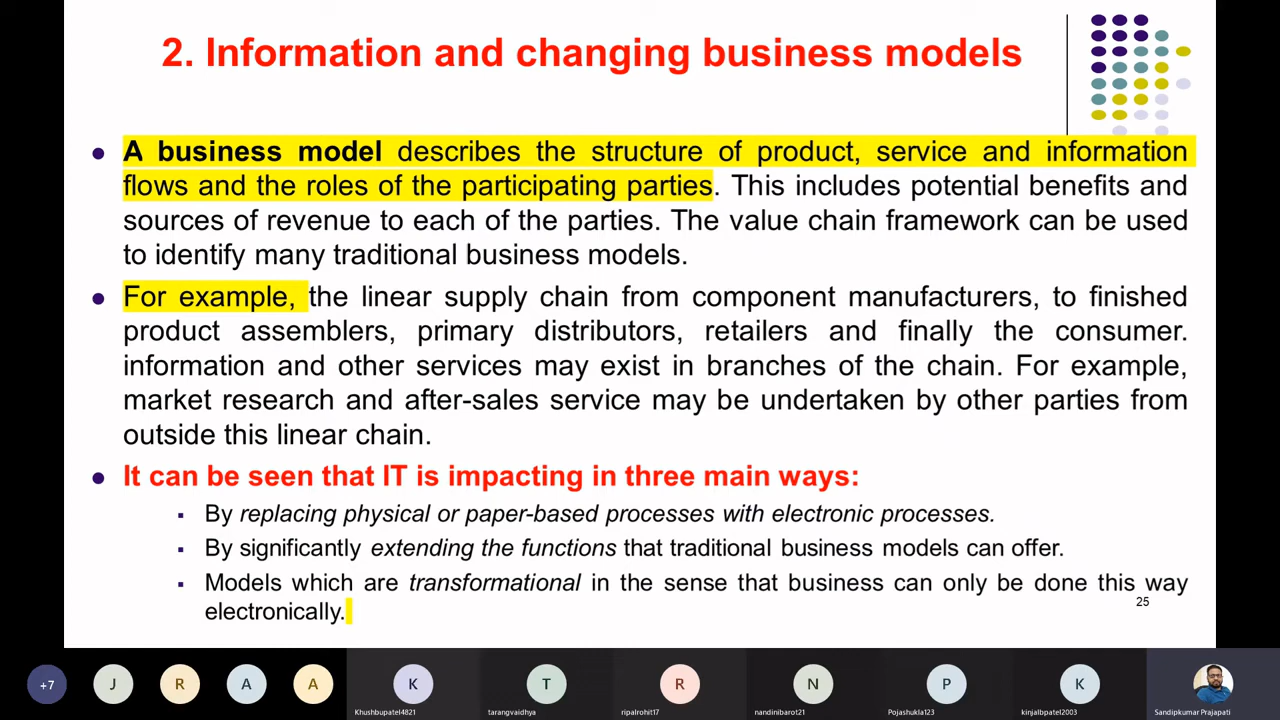 2. Information and changing business models
A business model describes the structure of product, service and information
flows and the roles of the participating parties. This includes potential benefits and
sources of revenue to each of the parties. The value chain framework can be used
to identify many traditional business models.
For example, the linear supply chain from component manufacturers, to finished
product assemblers, primary distributors, retailers and finally the consumer.
information and other services may exist in branches of the chain. For example,
market research and after-sales service may be undertaken by other parties from
outside this linear chain.
It can be seen that IT is impacting in three main ways:
By replacing physical or paper-based processes with electronic processes.
By significantly extending the functions that traditional business models can offer.
Models which are transformational in the sense that business can only be done this way
electronically.
25
+7 J R A A K T R N P K
Khushbupatel4821 tarangvaidhya ripalrohit17 nandinibarot21 Pojashukla123 kinjalbpatel2003 Sandipkumar Prajapati